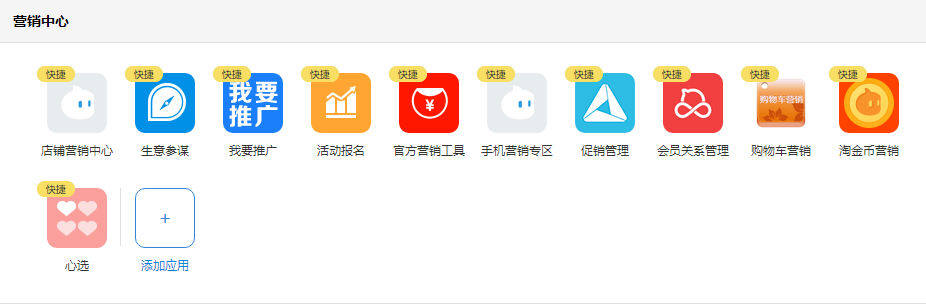 营销中心
快捷 快捷 快捷 快捷 快捷 快捷 快捷 快捷 快捷 快捷
我要
推广
¥
购物车营销
店铺营销中心 生意参谋 我要推广 活动报名 官方营销工具 手机营销专区 促销管理 会员关系管理 购物车营销 淘金币营销
快捷
+
心选 添加应用